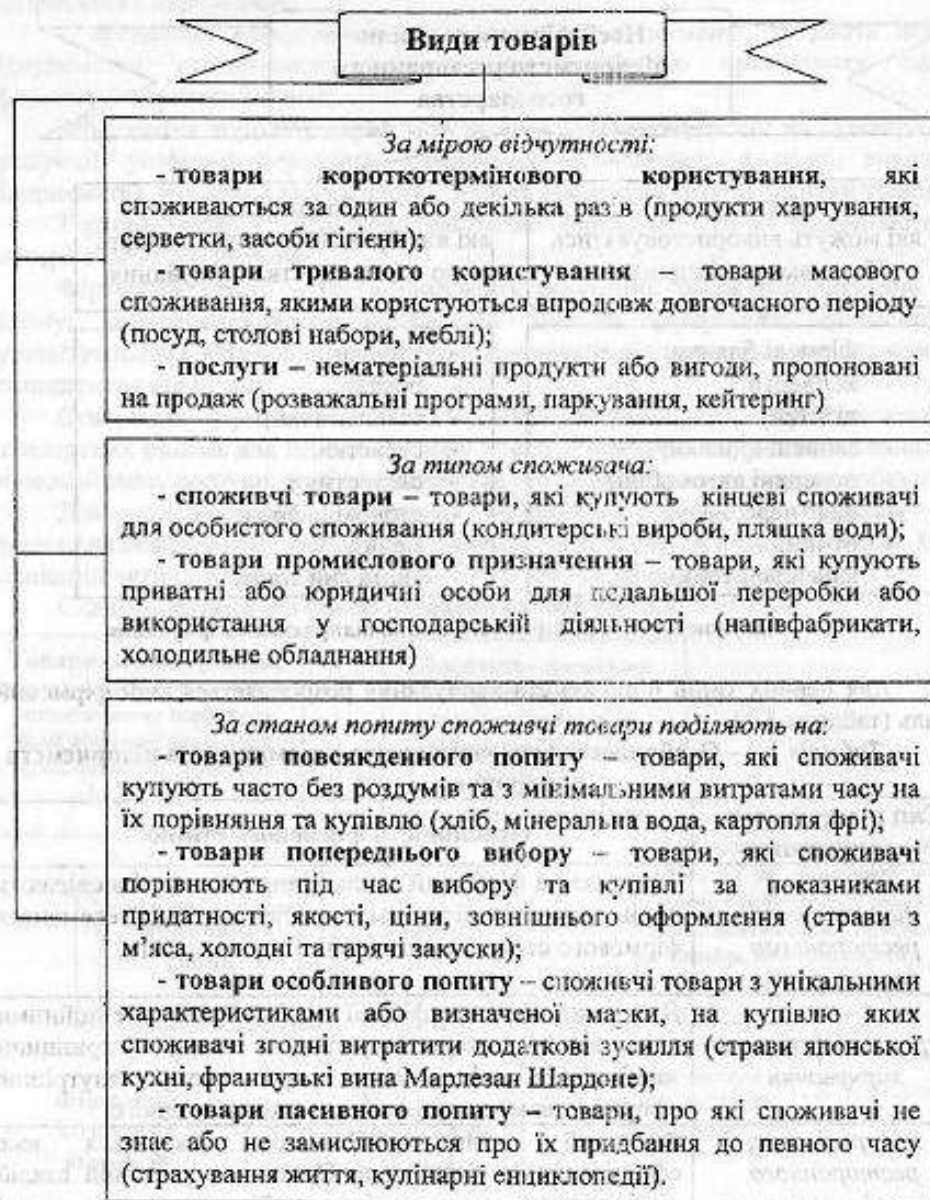 Види товарів
За мірою відчутності:
- товари короткотермінового користування, які
споживаються за один або декілька раз в (продукти харчування,
серветки, засоби гігієни);
- товари тривалого користування – товари масового
споживання, якими користуються впродовж довгочасного періоду
(посуд, столові набори, меблі);
- послуги – нематеріальні продукти або вигоди, пропоновані
на продаж (розважальні програми, паркування, кейтеринг)
За типом споживача:
- споживчі товари – товари, які купують кінцеві споживачі
для особистого споживання (кондитерські вироби, пляшка води);
- товари промислового призначення – товари, які купують
приватні або юридичні особи для подальшої переробки або
використання у господарській діяльності (напівфабрикати,
холодильне обладнання)
За станом попиту споживчі товари поділяють на:
- товари повсякденного попиту – товари, які споживачі
купують часто без роздумів та з мінімальними витратами часу на
їх порівняння та купівлю (хліб, мінеральна вода, картопля фрі);
- товари попереднього вибору – товари, які споживачі
порівнюють під час вибору та купівлі за показниками
придатності, якості, ціни, зовнішнього оформлення (страви з
м'яса, холодні та гарячі закуски);
- товари особливого попиту – споживчі товари з унікальними
характеристиками або визначеної марки, на купівлю яких
споживачі згодні витратити додаткові зусилля (страви японської
кухні, французькі вина Марлезан Шардоне);
- товари пасивного попиту – товари, про які споживачі не
знає або не замислюються про їх придбання до певного часу
(страхування життя, кулінарні енциклопедії).